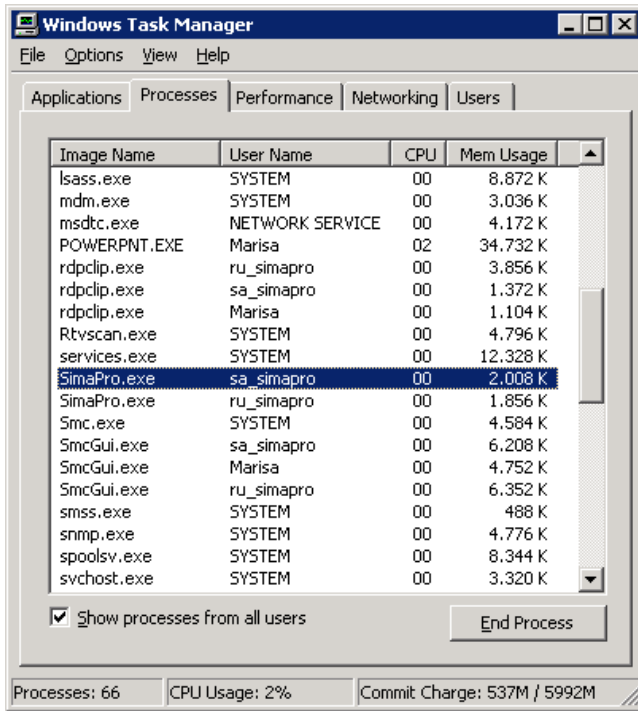 Windows Task Manager
File Options View Help
Applications Processes Performance Networking Users
Image Name User Name CPU Mem Usage
lsass.exe SYSTEM 00 8.872 K
mdm.exe SYSTEM 00 3.036 K
msdtc.exe NETWORK SERVICE 00 4.172 K
POWERPNT.EXE Marisa 02 34.732 K
rdpclip.exe ru_simapro 00 3.856 K
rdpclip.exe sa_simapro 00 1.372 K
rdpclip.exe Marisa 00 1.104 K
Rtvscan.exe SYSTEM 00 4.796 K
services.exe SYSTEM 00 12.328 K
SimaPro.exe sa_simapro 00 2.008 K
SimaPro.exe ru_simapro 00 1.856 K
Smc.exe SYSTEM 00 4.584 K
SmcGui.exe sa_simapro 00 6.208 K
SmcGui.exe Marisa 00 4.752 K
SmcGui.exe ru_simapro 00 6.352 K
smss.exe SYSTEM 00 488 K
snmp.exe SYSTEM 00 4.776 K
spoolsv.exe SYSTEM 00 8.344 K
svchost.exe SYSTEM 00 3.320 K
Show processes from all users End Process
Processes: 66 CPU Usage: 2% Commit Charge: 537M / 5992M